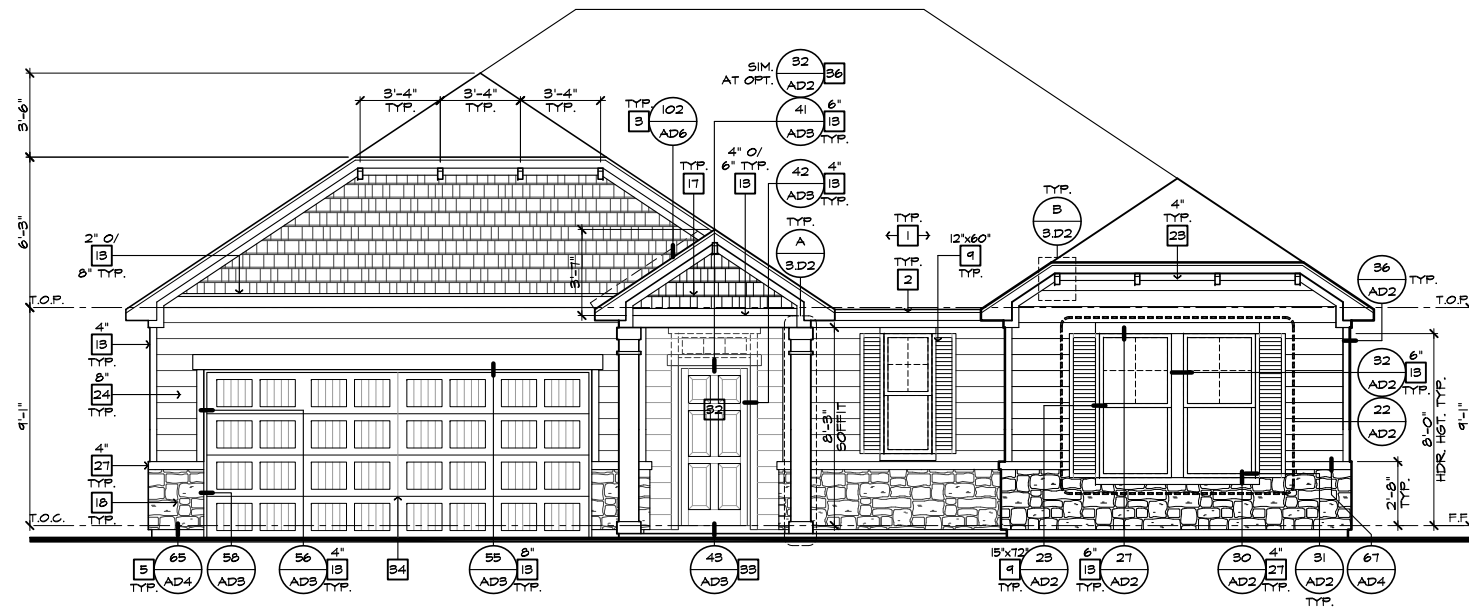 SIM. AT OPT.
32
AD2
36
3'-6"
3'-4" TYP.
3'-4" TYP.
3'-4" TYP.
TYP.
3
102
AD6
41
AD3
6"
13
TYP.
4" O/
6" TYP.
13
TYP.
17
42
AD3
4"
13
TYP.
6'-3"
2" O/
13
8" TYP.
3'-7"
TYP.
A
3.D2
TYP.
1
TYP.
2
12"x60"
9
TYP.
TYP.
B
3.D2
4"
TYP.
23
36
AD2
TYP.
T.O.P.
T.O.P.
4"
13
TYP.
8"
24
TYP.
9'-1"
4"
27
TYP.
18
TYP.
T.O.C.
32
8'-3"
SOFFIT
32
AD2
6"
13
TYP.
22
AD2
8'-0"
HDR. HGT. TYP.
9'-1"
2'-8"
TYP.
F.F.
5
TYP.
65
AD4
58
AD3
56
AD3
4"
13
TYP.
34
55
AD3
8"
13
TYP.
43
AD3
33
15"x72"
9
TYP.
23
AD2
6"
13
TYP.
27
AD2
30
AD2
4"
27
TYP.
31
AD2
TYP.
67
AD4